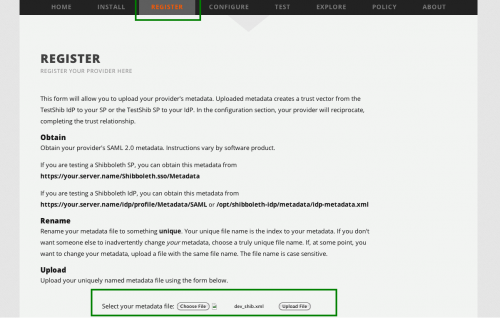 HOME INSTALL REGISTER CONFIGURE TEST EXPLORE POLICY ABOUT
REGISTER
REGISTER YOUR PROVIDER HERE
This form will allow you to upload your provider's metadata. Uploaded metadata creates a trust vector from the
TestShib IdP to your SP or the TestShib SP to your IdP. In the configuration section, your provider will reciprocate,
completing the trust relationship.
Obtain
Obtain your provider's SAML 2.0 metadata. Instructions vary by software product.
If you are testing a Shibboleth SP, you can obtain this metadata from
https://your.server.name/Shibboleth.sso/Metadata
If you are testing a Shibboleth IdP, you can obtain this metadata from
https://your.server.name/idp/profile/Metadata/SAML or /opt/shibboleth-idp/metadata/idp-metadata.xml
Rename
Rename your metadata file to something unique. Your unique file name is the index to your metadata. If you don't
want someone else to inadvertently change your metadata, choose a truly unique file name. If, at some point, you
want to change your metadata, upload a file with the same file name. The file name is case sensitive.
Upload
Upload your uniquely named metadata file using the form below.
Select your metadata file: Choose File dev_shib.xml Upload File